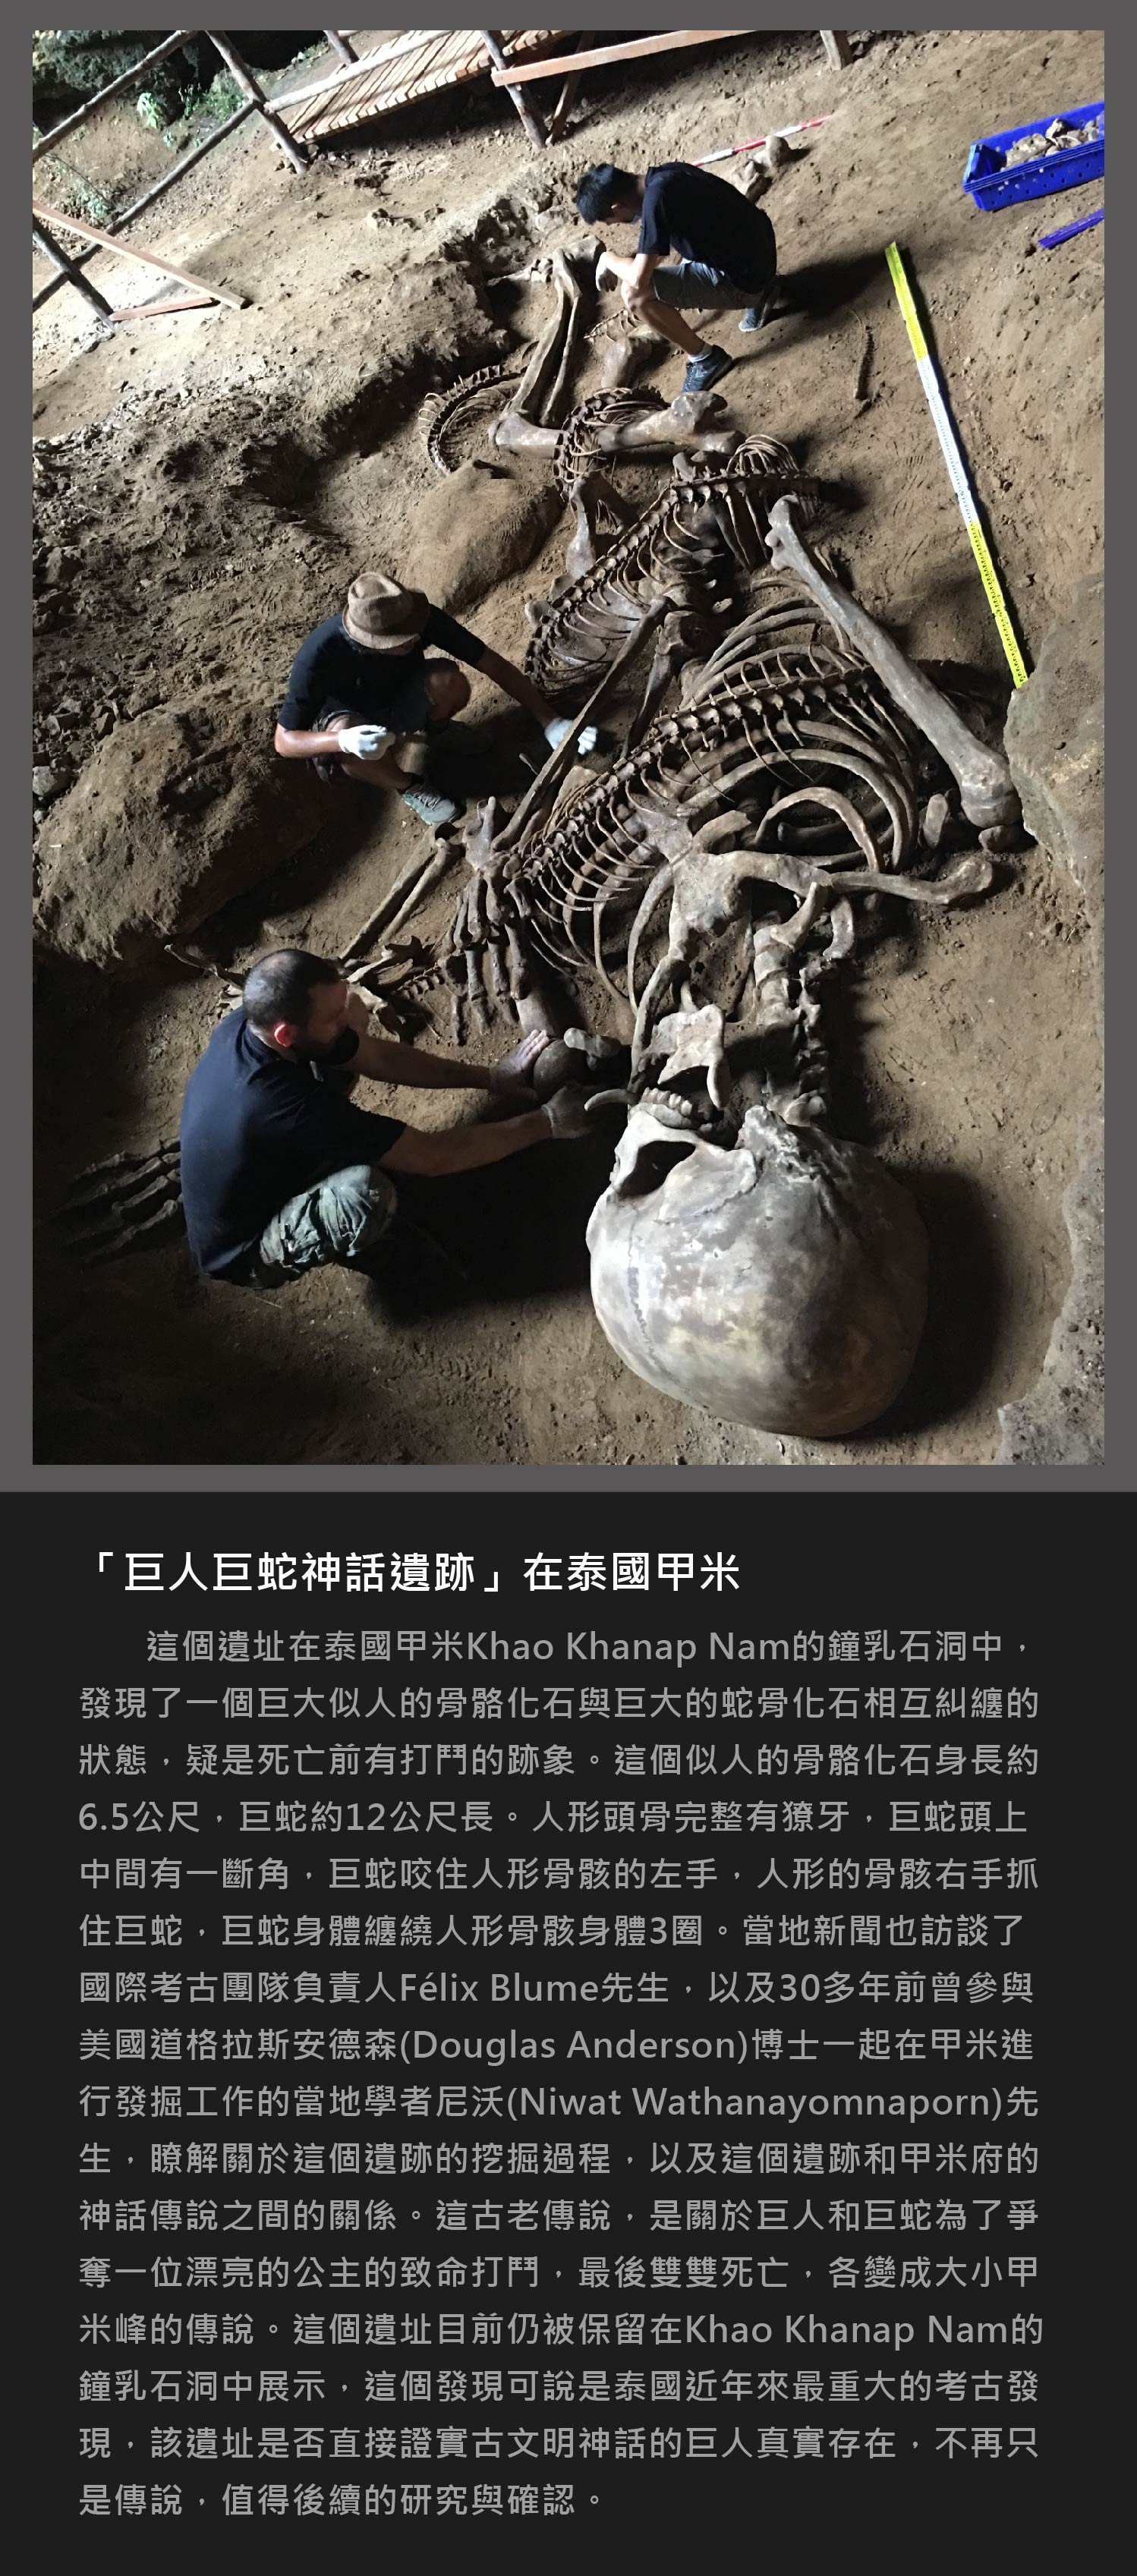 「巨人巨蛇神話遺跡」在泰國甲米
這個遺址在泰國甲米Khao Khanap Nam的鐘乳石洞中，
發現了一個巨大似人的骨骼化石與巨大的蛇骨化石相互糾纏的
狀態，疑是死亡前有打鬥的跡象。這個似人的骨骼化石身長約
6.5公尺，巨蛇約12公尺長。人形頭骨完整有獠牙，巨蛇頭上
中間有一斷角，巨蛇咬住人形骨骸的左手，人形的骨骸右手抓
住巨蛇，巨蛇身體纏繞人形骨骸身體3圈。當地新聞也訪談了
國際考古團隊負責人Félix Blume先生，以及30多年前曾參與
美國道格拉斯安德森(Douglas Anderson)博士一起在甲米進
行發掘工作的當地學者尼沃(Niwat Wathanayomnaporn)先
生，瞭解關於這個遺跡的挖掘過程，以及這個遺跡和甲米府的
神話傳說之間的關係。這古老傳說，是關於巨人和巨蛇為了爭
奪一位漂亮的公主的致命打鬥，最後雙雙死亡，各變成大小甲
米峰的傳說。這個遺址目前仍被保留在Khao Khanap Nam的
鐘乳石洞中展示，這個發現可說是泰國近年來最重大的考古發
現，該遺址是否直接證實古文明神話的巨人真實存在，不再只
是傳說，值得後續的研究與確認。